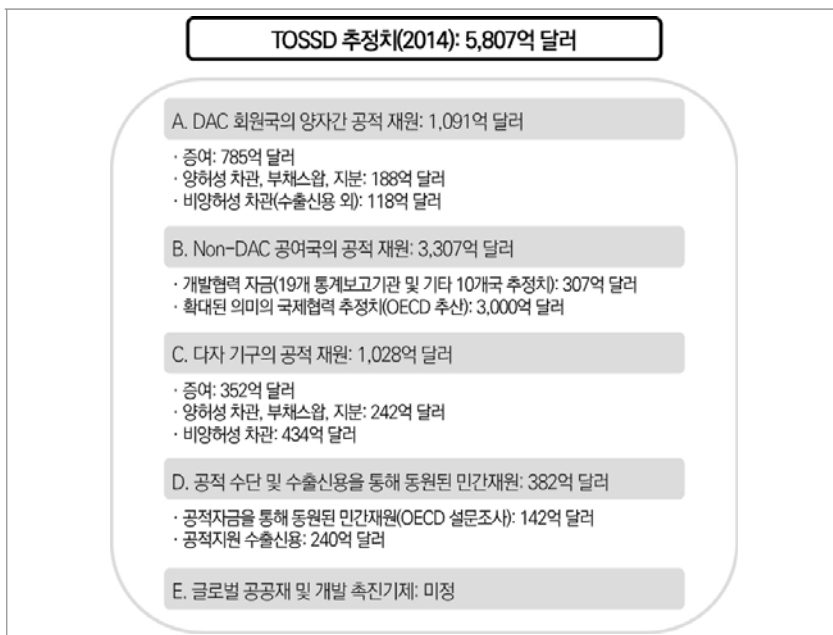 TOSSD 추정치(2014): 5,807억 달러
A. DAC 회원국의 양자간 공적 재원: 1,091억 달러
· 증여: 785억 달러
· 양허성 차관, 부채스왑, 지분: 188억 달러
· 비양허성 차관(수출신용 외): 118억 달러
B. Non-DAC 공여국의 공적 재원: 3,307억 달러
· 개발협력 자금(19개 통계보고기관 및 기타 10개국 추정치): 307억 달러
· 확대된 의미의 국제협력 추정치(OECD 추산): 3,000억 달러
C. 다자 기구의 공적 재원: 1,028억 달러
· 증여: 352억 달러
· 양허성 차관, 부채스왑, 지분: 242억 달러
· 비양허성 차관: 434억 달러
D. 공적 수단 및 수출신용을 통해 동원된 민간재원: 382억 달러
· 공적자금을 통해 동원된 민간재원(OECD 설문조사): 142억 달러
· 공적지원 수출신용: 240억 달러
E. 글로벌 공공재 및 개발 촉진기제: 미정